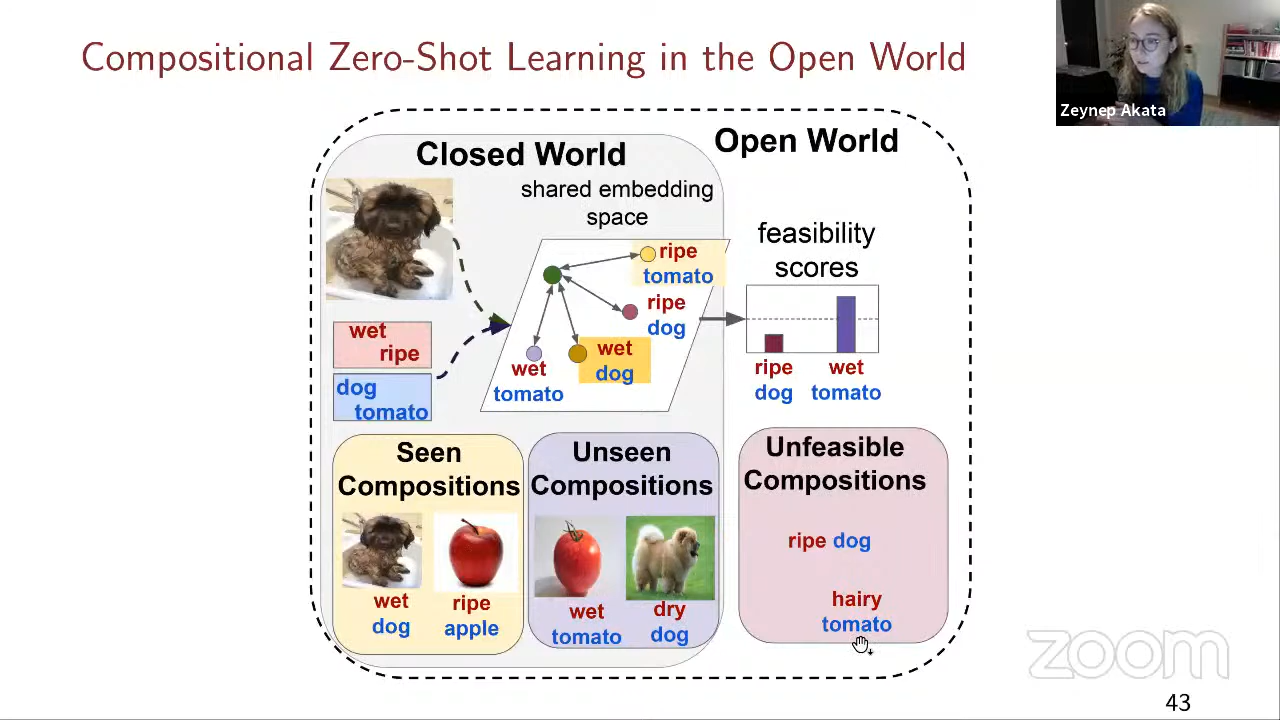 Compositional Zero-Shot Learning in the Open World
Zeynep Akata
Open World
Closed World
shared embedding
space
ripe
tomato
ripe
dog
wet
dog
wet
tomato
wet
ripe
dog
tomato
feasibility
scores
ripe
dog
wet
tomato
Seen
Compositions
wet
dog
ripe
apple
Unseen
Compositions
wet
tomato
dry
dog
Unfeasible
Compositions
ripe dog
hairy
tomato
zoom
43